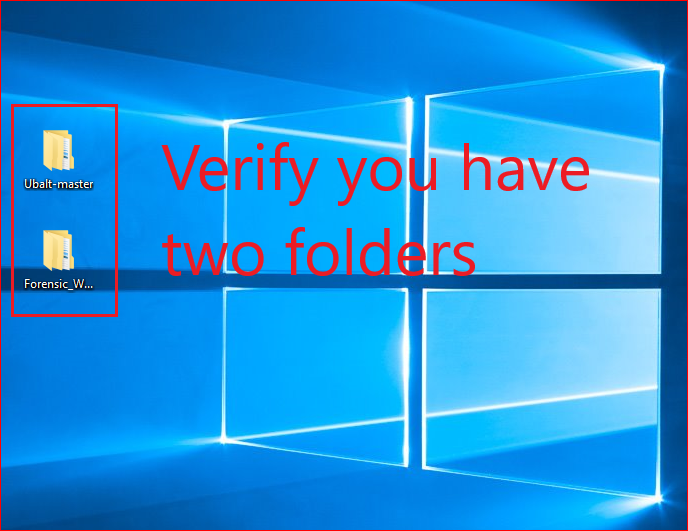 Ubalt-master
Forensic_W...
Verify you have
two folders